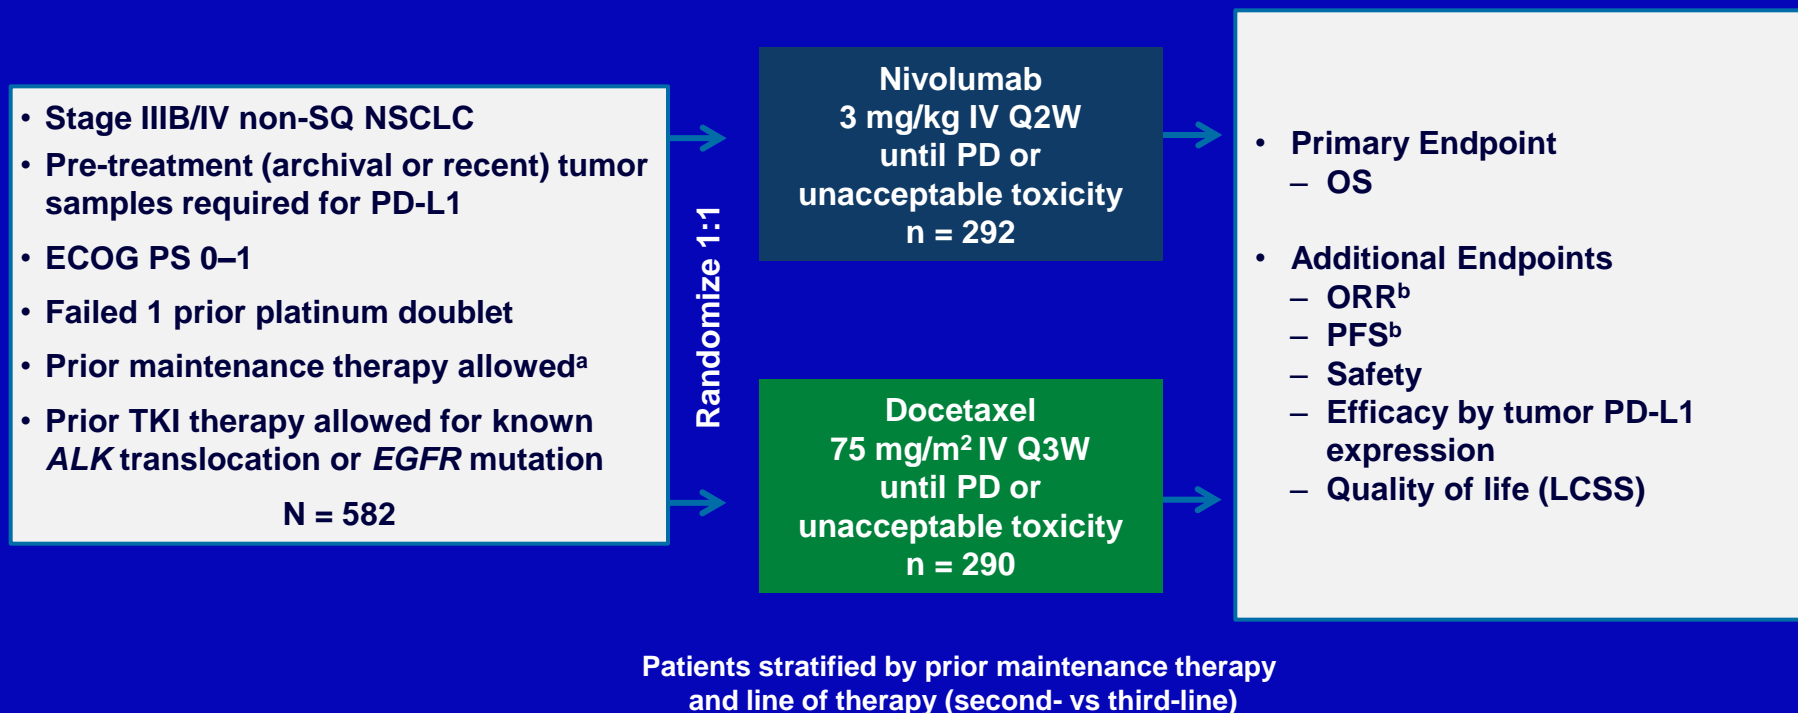 • Stage IIIB/IV non-SQ NSCLC
• Pre-treatment (archival or recent) tumor
samples required for PD-L1
• ECOG PS 0–1
• Failed 1 prior platinum doublet
• Prior maintenance therapy allowedᵃ
• Prior TKI therapy allowed for known
ALK translocation or EGFR mutation
N = 582
Randomize 1:1
Nivolumab
3 mg/kg IV Q2W
until PD or
unacceptable toxicity
n = 292
Docetaxel
75 mg/m² IV Q3W
until PD or
unacceptable toxicity
n = 290
• Primary Endpoint
– OS
• Additional Endpoints
– ORRᵇ
– PFSᵇ
– Safety
– Efficacy by tumor PD-L1
expression
– Quality of life (LCSS)
Patients stratified by prior maintenance therapy
and line of therapy (second- vs third-line)